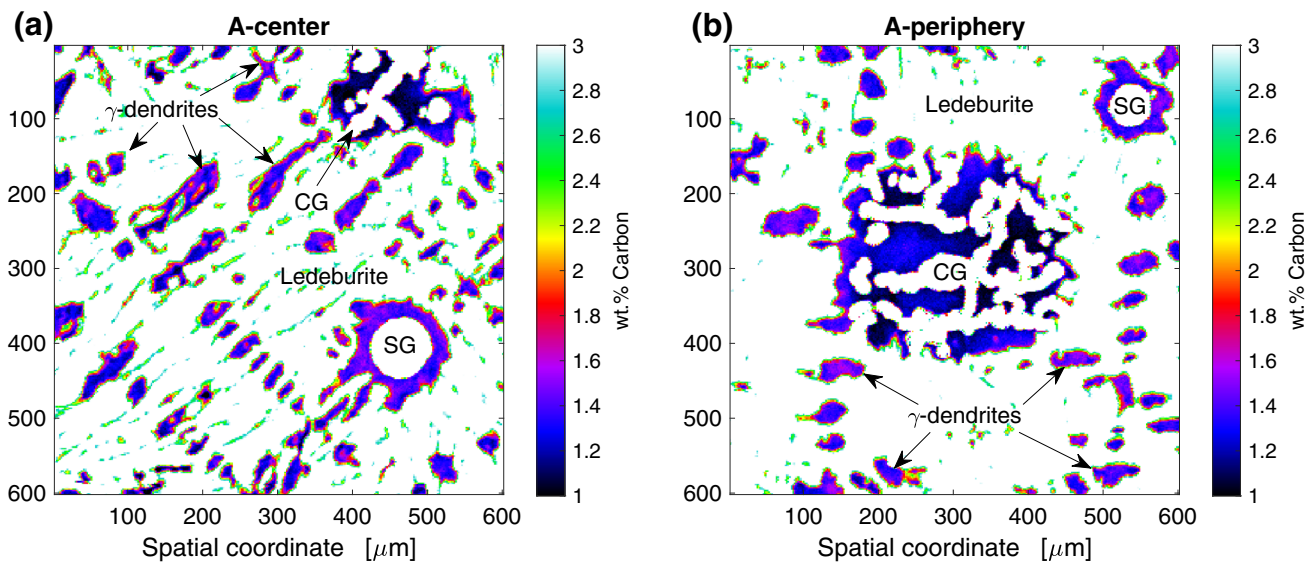 (a)
A-center
γ-dendrites
CG
Ledeburite
SG
100
200
300
400
500
600
100 200 300 400 500 600
Spatial coordinate [μm]
3
2.8
2.6
2.4
2.2
2
1.8
1.6
1.4
1.2
1
wt.% Carbon
(b)
A-periphery
Ledeburite
SG
CG
γ-dendrites
100
200
300
400
500
600
100 200 300 400 500 600
Spatial coordinate [μm]
3
2.8
2.6
2.4
2.2
2
1.8
1.6
1.4
1.2
1
wt.% Carbon